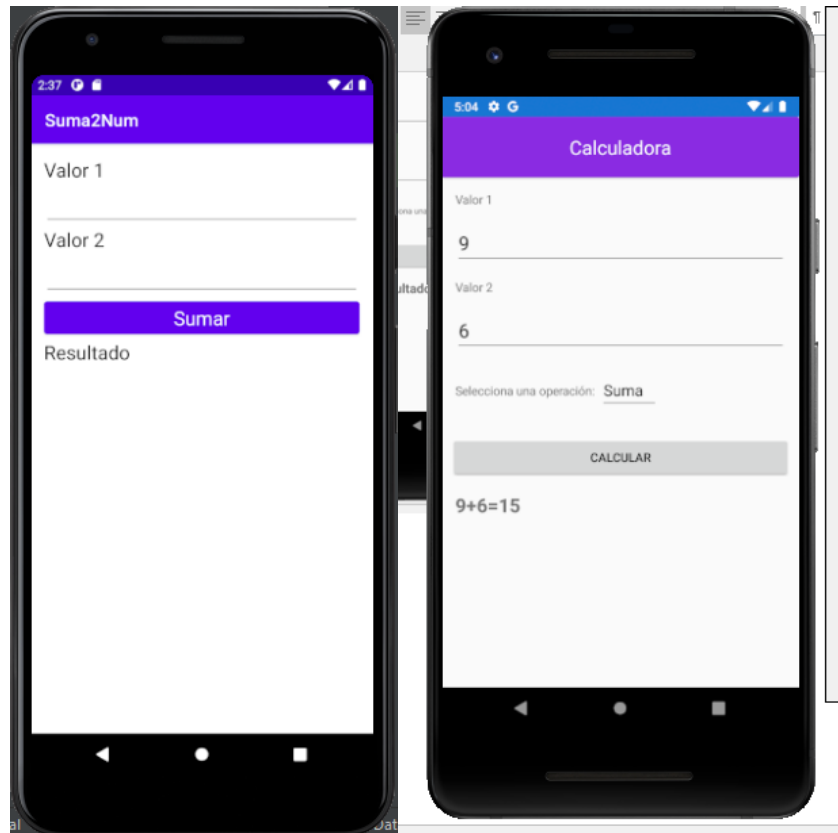 2:37
Suma2Num
Valor 1
Valor 2
Sumar
Resultado
5:04 G
Calculadora
Valor 1
9
Valor 2
6
Selecciona una operación: Suma
CALCULAR
9+6=15
¶